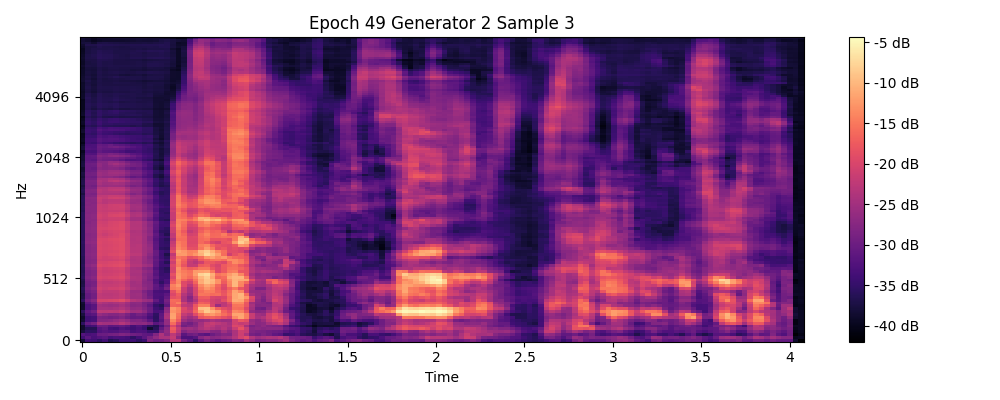 Epoch 49 Generator 2 Sample 3
Hz
4096
2048
1024
512
0
0 0.5 1 1.5 2 2.5 3 3.5 4
Time
-5 dB
-10 dB
-15 dB
-20 dB
-25 dB
-30 dB
-35 dB
-40 dB